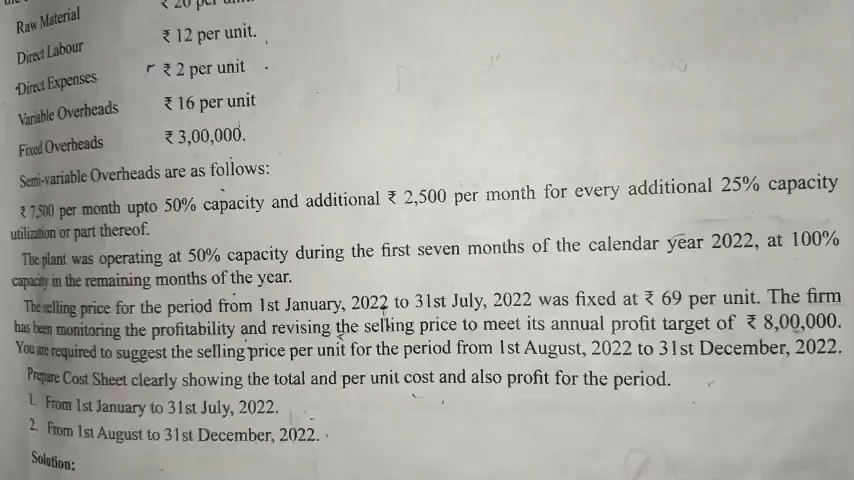 Raw Material ₹ 20 per unit
Direct Labour ₹ 12 per unit.
Direct Expenses ₹ 2 per unit
Variable Overheads ₹ 16 per unit
Fixed Overheads ₹ 3,00,000.
Semi-variable Overheads are as follows:
₹ 7,500 per month upto 50% capacity and additional ₹ 2,500 per month for every additional 25% capacity
utilization or part thereof.
The plant was operating at 50% capacity during the first seven months of the calendar year 2022, at 100%
capacity in the remaining months of the year.
The selling price for the period from 1st January, 2022 to 31st July, 2022 was fixed at ₹ 69 per unit. The firm
has been monitoring the profitability and revising the selling price to meet its annual profit target of ₹ 8,00,000.
You are required to suggest the selling price per unit for the period from 1st August, 2022 to 31st December, 2022.
Prepare Cost Sheet clearly showing the total and per unit cost and also profit for the period.
1. From 1st January to 31st July, 2022.
2. From 1st August to 31st December, 2022.
Solution: